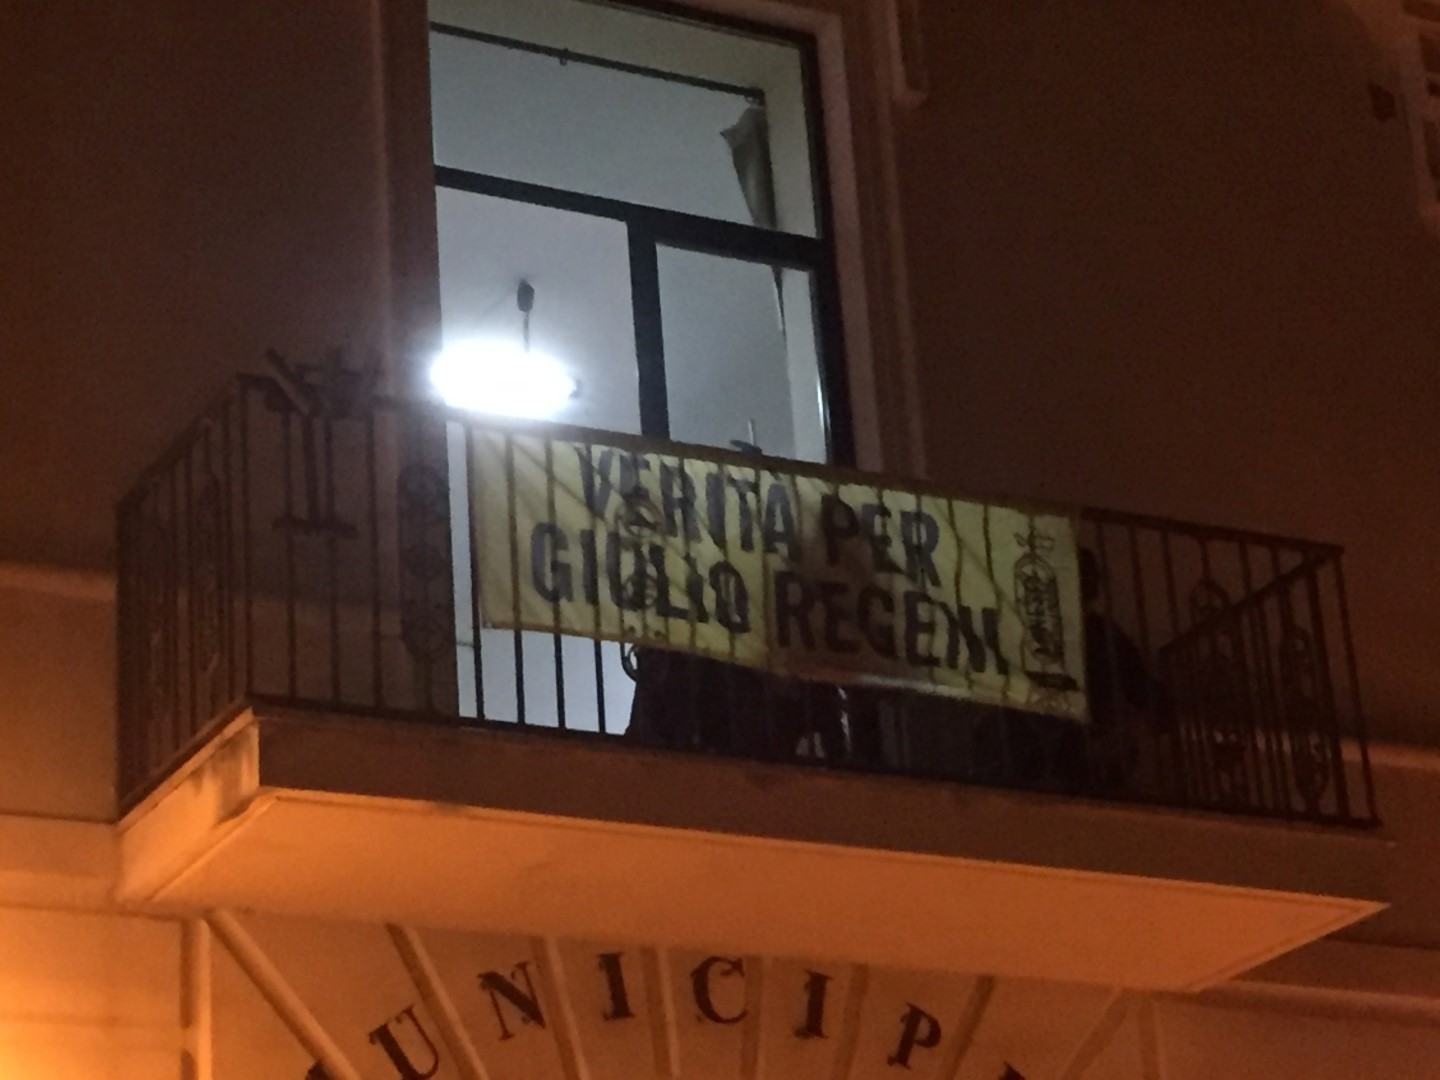 VERITÀ PER
GIULIO REGENI
UNICIP